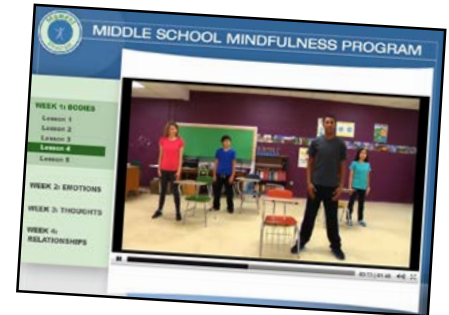 MIDDLE SCHOOL MINDFULNESS PROGRAM
WEEK 1: BODIES
Lesson 1
Lesson 2
Lesson 3
Lesson 4
Lesson 5
WEEK 2: EMOTIONS
WEEK 3: THOUGHTS
WEEK 4:
RELATIONSHIPS